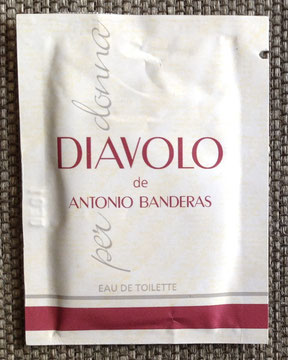 per donna
DIAVOLO
de
ANTONIO BANDERAS
EAU DE TOILETTE